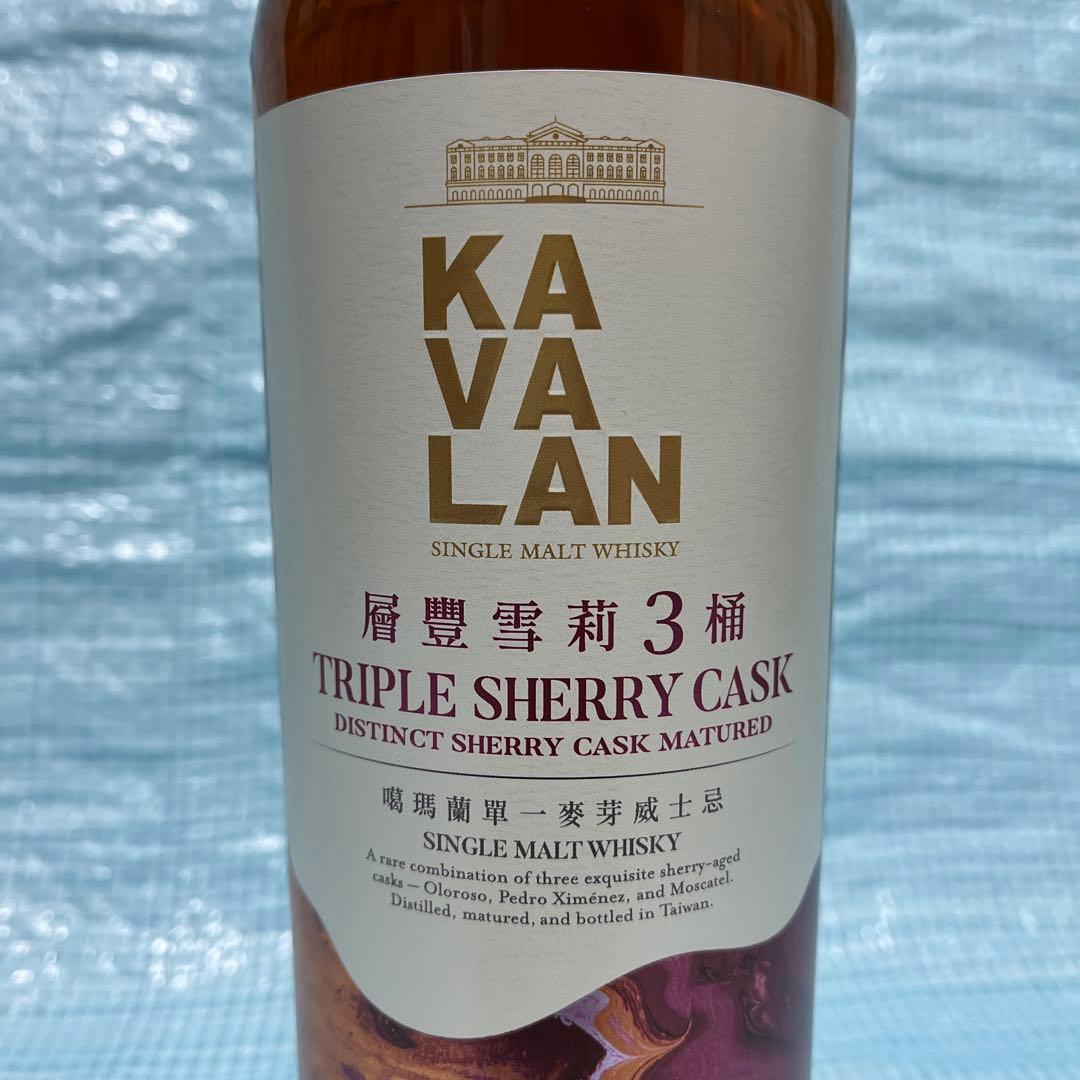 KA
VA
LAN
SINGLE MALT WHISKY
層豐雪莉3桶
TRIPLE SHERRY CASK
DISTINCT SHERRY CASK MATURED
噶瑪蘭單一麥芽威士忌
SINGLE MALT WHISKY
A rare combination of three exquisite sherry-aged
casks – Oloroso, Pedro Ximénez, and Moscatel.
Distilled, matured, and bottled in Taiwan.